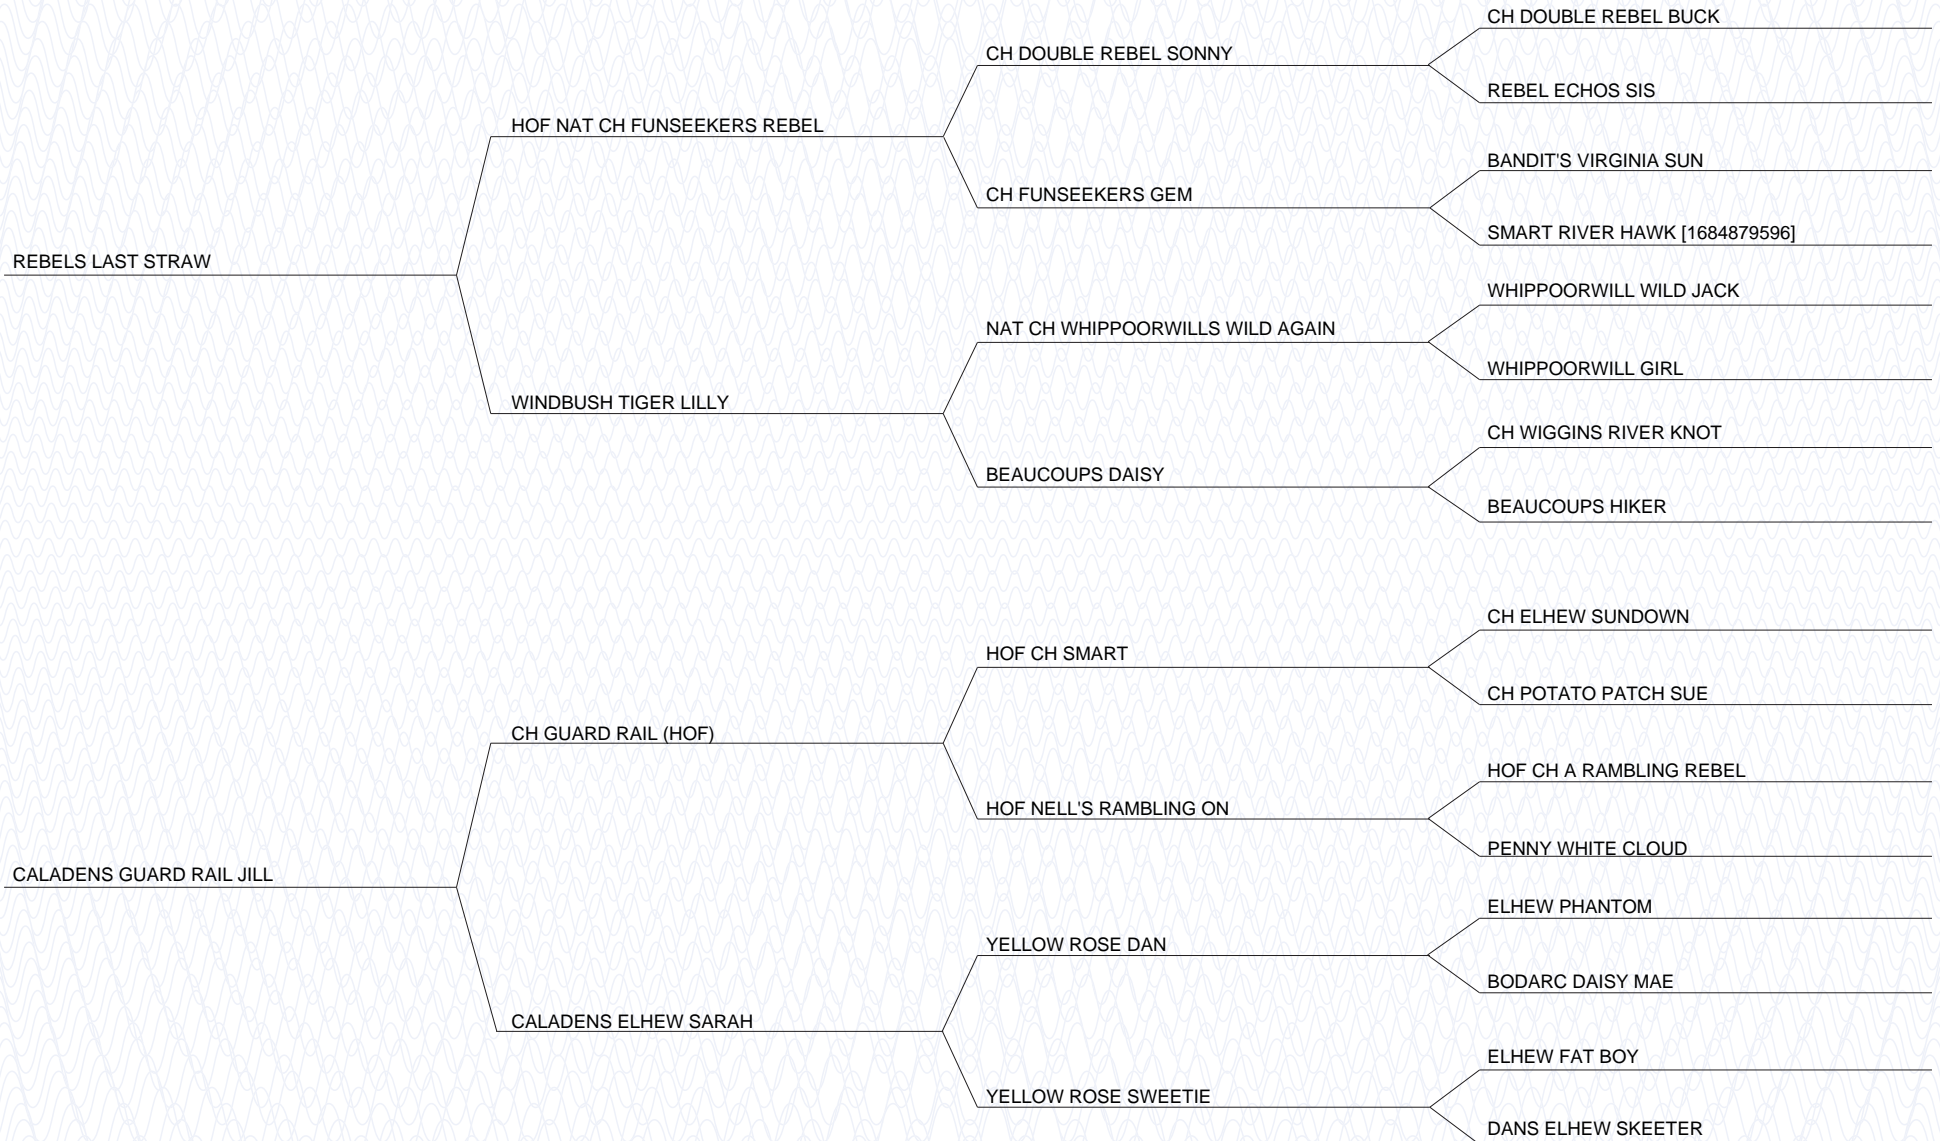 CH DOUBLE REBEL BUCK
CH DOUBLE REBEL SONNY
REBEL ECHOS SIS
HOF NAT CH FUNSEEKERS REBEL
BANDIT'S VIRGINIA SUN
CH FUNSEEKERS GEM
SMART RIVER HAWK [1684879596]
REBELS LAST STRAW
WHIPPOORWILL WILD JACK
NAT CH WHIPPOORWILLS WILD AGAIN
WHIPPOORWILL GIRL
WINDBUSH TIGER LILLY
CH WIGGINS RIVER KNOT
BEAUCOUPS DAISY
BEAUCOUPS HIKER
CH ELHEW SUNDOWN
HOF CH SMART
CH POTATO PATCH SUE
CH GUARD RAIL (HOF)
HOF CH A RAMBLING REBEL
HOF NELL'S RAMBLING ON
PENNY WHITE CLOUD
CALADENS GUARD RAIL JILL
ELHEW PHANTOM
YELLOW ROSE DAN
BODARC DAISY MAE
CALADENS ELHEW SARAH
ELHEW FAT BOY
YELLOW ROSE SWEETIE
DANS ELHEW SKEETER